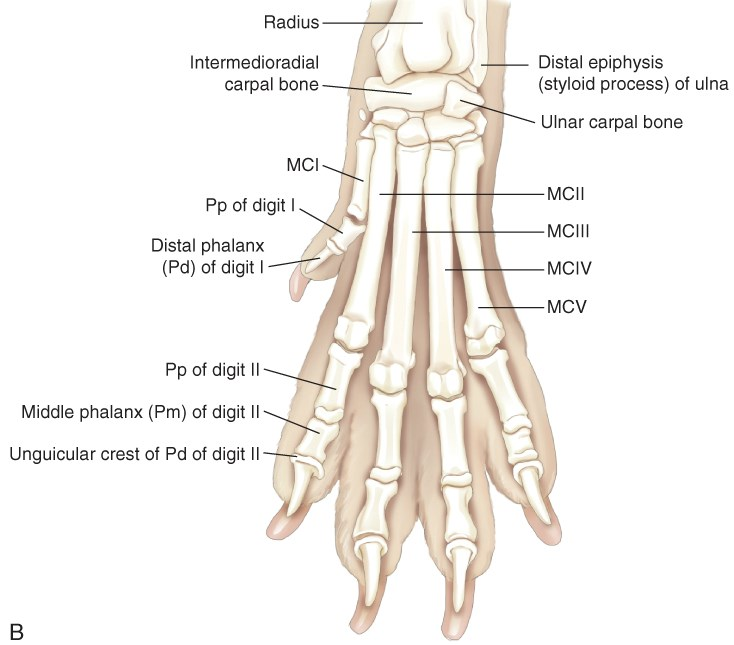 Radius
Intermedioradial
carpal bone
Distal epiphysis
(styloid process) of ulna
Ulnar carpal bone
MCI
MCII
Pp of digit I
MCIII
Distal phalanx
(Pd) of digit I
MCIV
MCV
Pp of digit II
Middle phalanx (Pm) of digit II
Unguicular crest of Pd of digit II
B